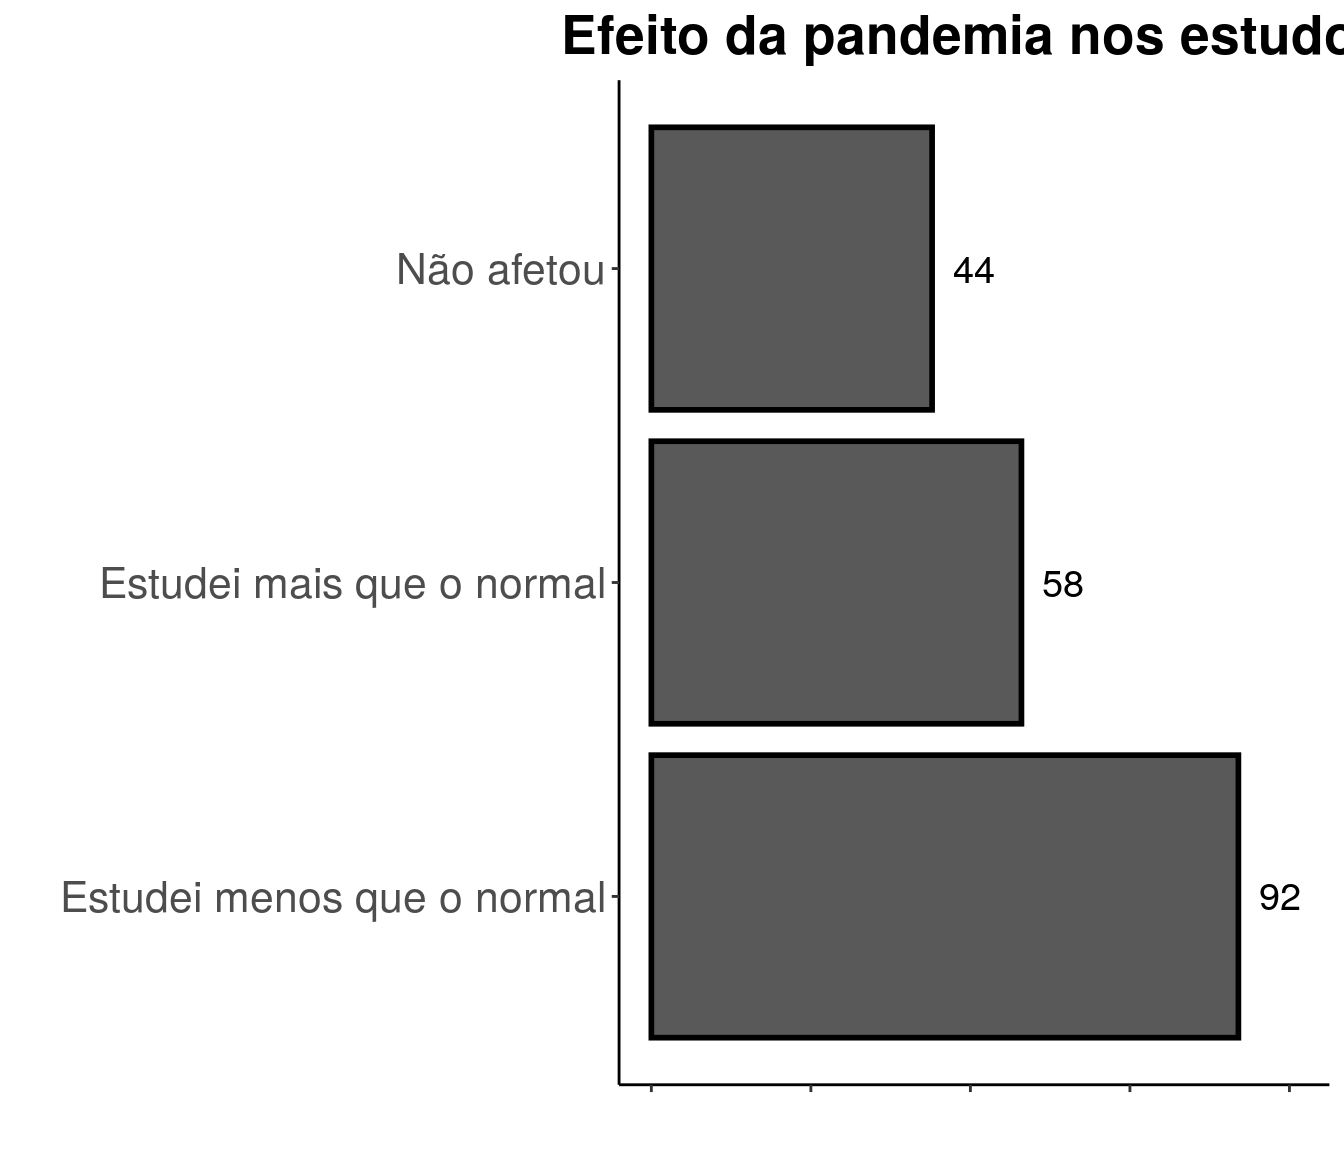 Efeito da pandemia nos estudo
Não afetou
44
Estudei mais que o normal
58
Estudei menos que o normal
92